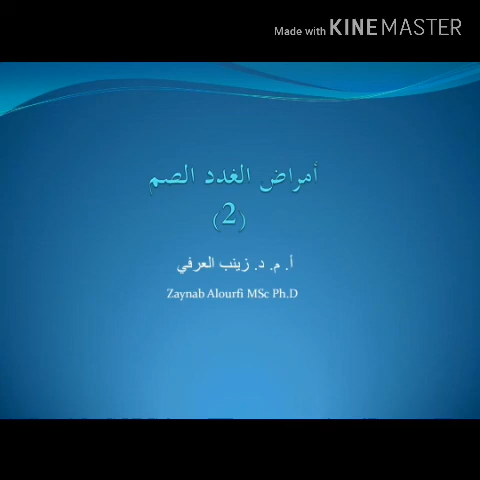 Made with KINEMASTER
أمراض الغدد الصم
(2)
أ. م. د. زينب العرفي
Zaynab Alourfi MSc Ph.D